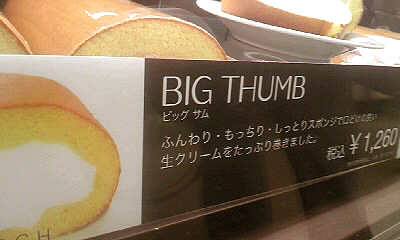 BIG THUMB
ビッグ サム
ふんわり・もっちり・しっとりスポンジで口どけの良い
生クリームをたっぷり巻きました。
税込 ¥1,260